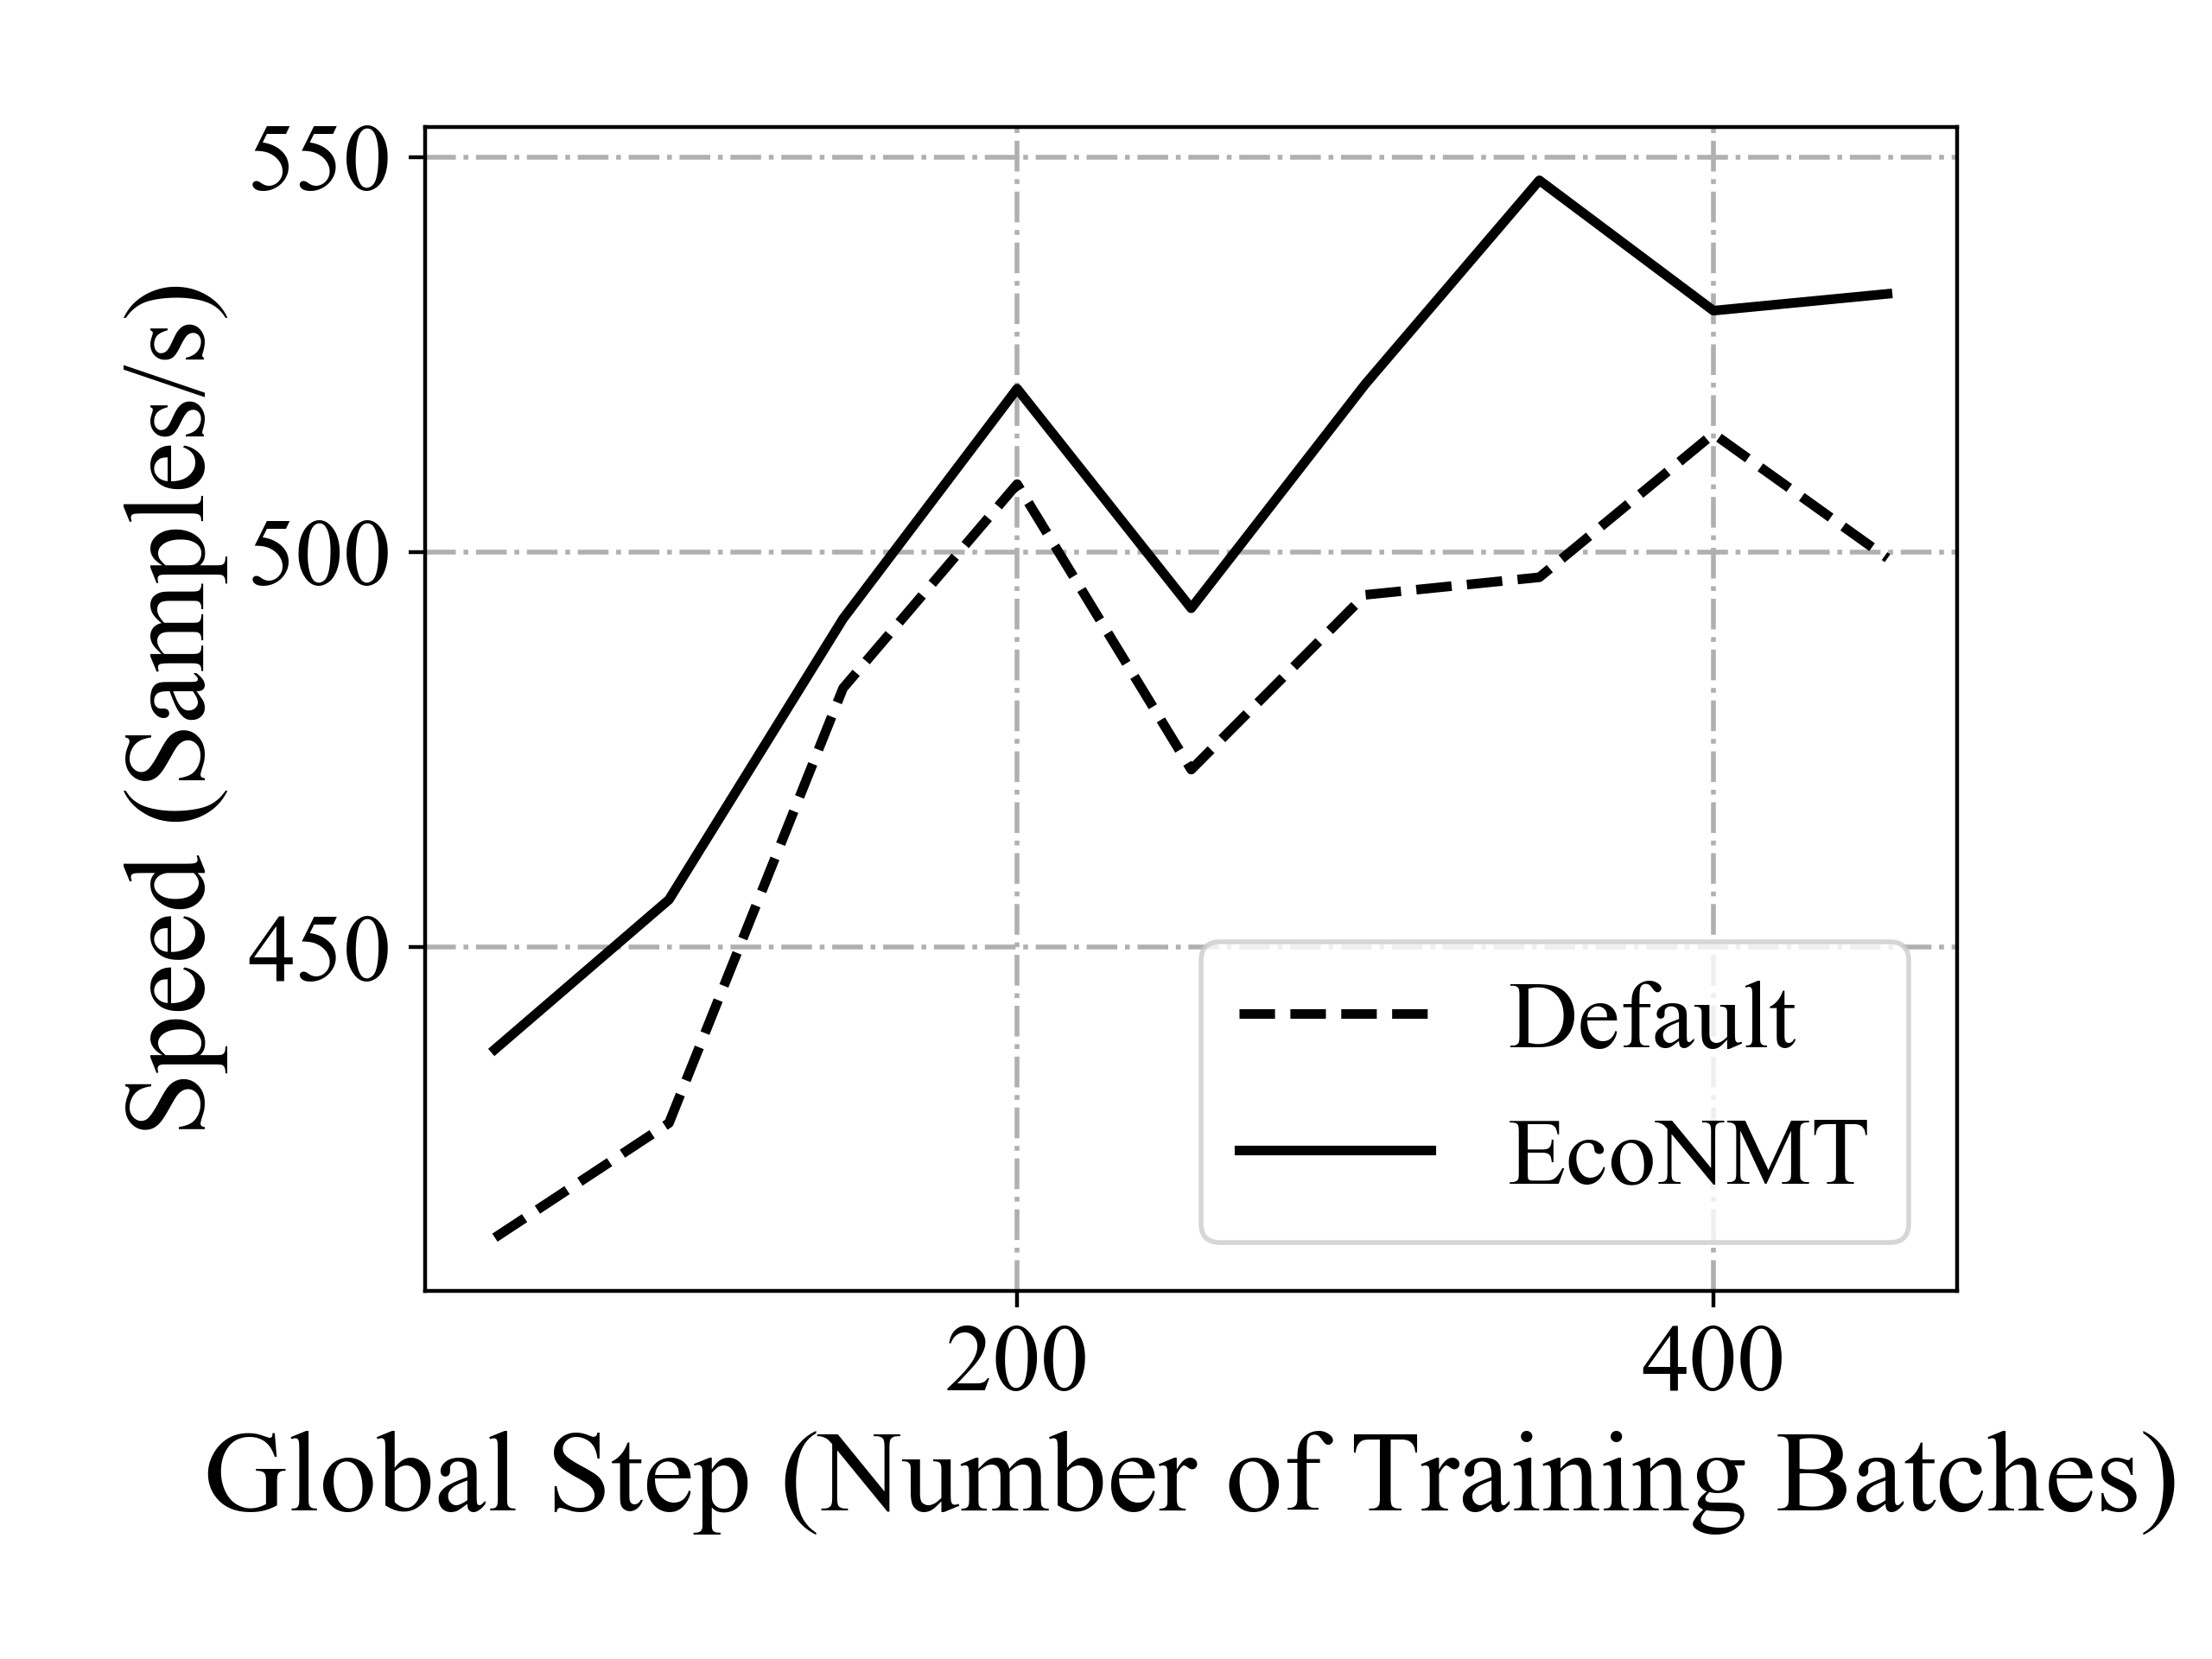 550
500
450
Speed (Samples/s)
Default
EcoNMT
200
400
Global Step (Number of Training Batches)